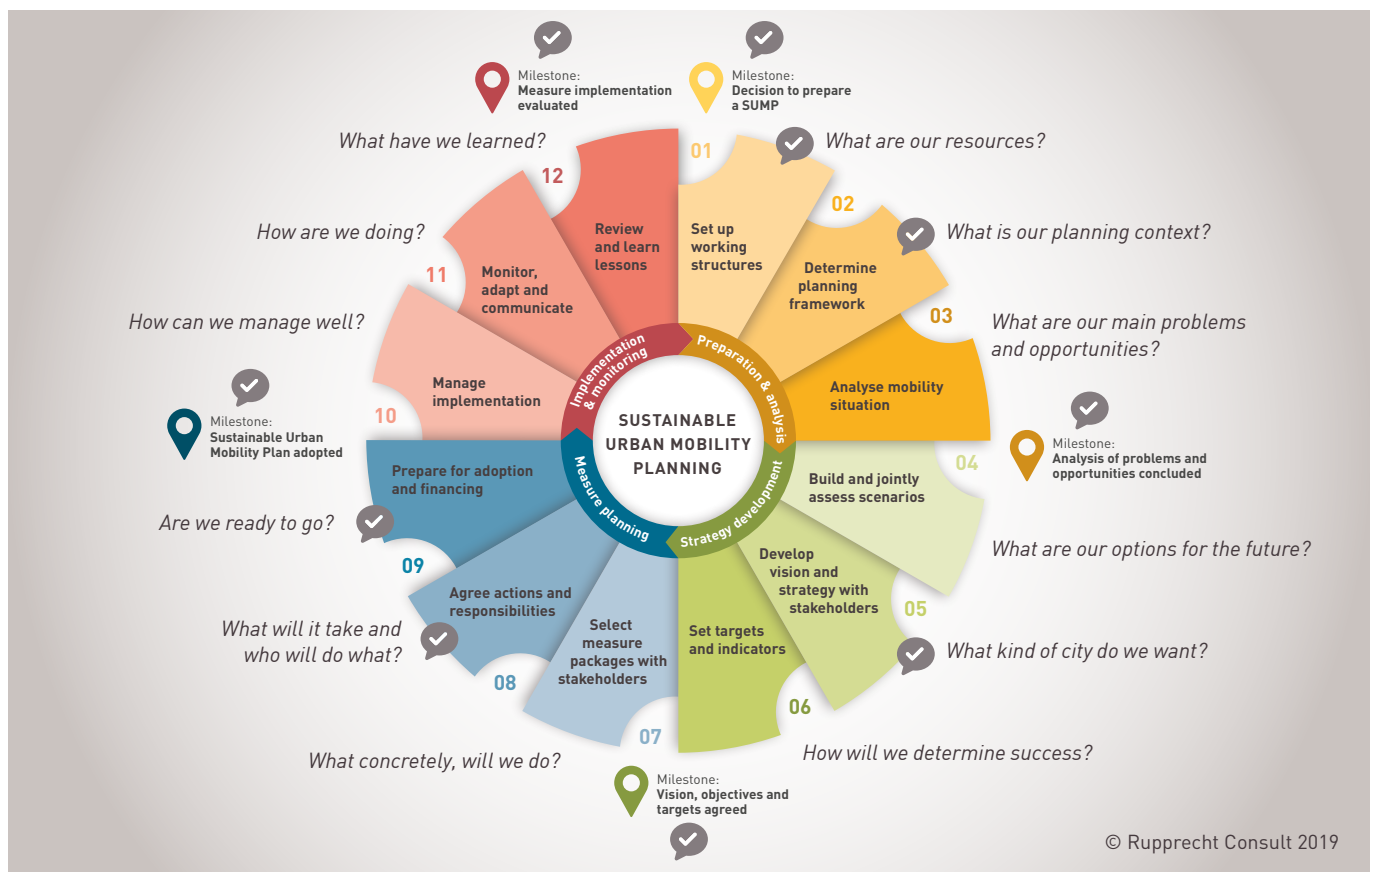 Milestone:
Measure implementation
evaluated
Milestone:
Decision to prepare
a SUMP
What have we learned?
What are our resources?
How are we doing?
What is our planning context?
How can we manage well?
What are our main problems
and opportunities?
Milestone:
Sustainable Urban
Mobility Plan adopted
Milestone:
Analysis of problems and
opportunities concluded
Are we ready to go?
What are our options for the future?
What will it take and
who will do what?
What kind of city do we want?
What concretely, will we do?
How will we determine success?
Milestone:
Vision, objectives and
targets agreed
01
Set up
working
structures
02
Determine
planning
framework
03
Analyse mobility
situation
04
Build and jointly
assess scenarios
05
Develop
vision and
strategy with
stakeholders
06
Set targets
and indicators
07
Select
measure
packages with
stakeholders
08
Agree actions and
responsibilities
09
Prepare for adoption
and financing
10
Manage
implementation
11
Monitor,
adapt and
communicate
12
Review
and learn
lessons
Preparation & analysis
Strategy development
Measure planning
Implementation
& monitoring
SUSTAINABLE
URBAN MOBILITY
PLANNING
© Rupprecht Consult 2019